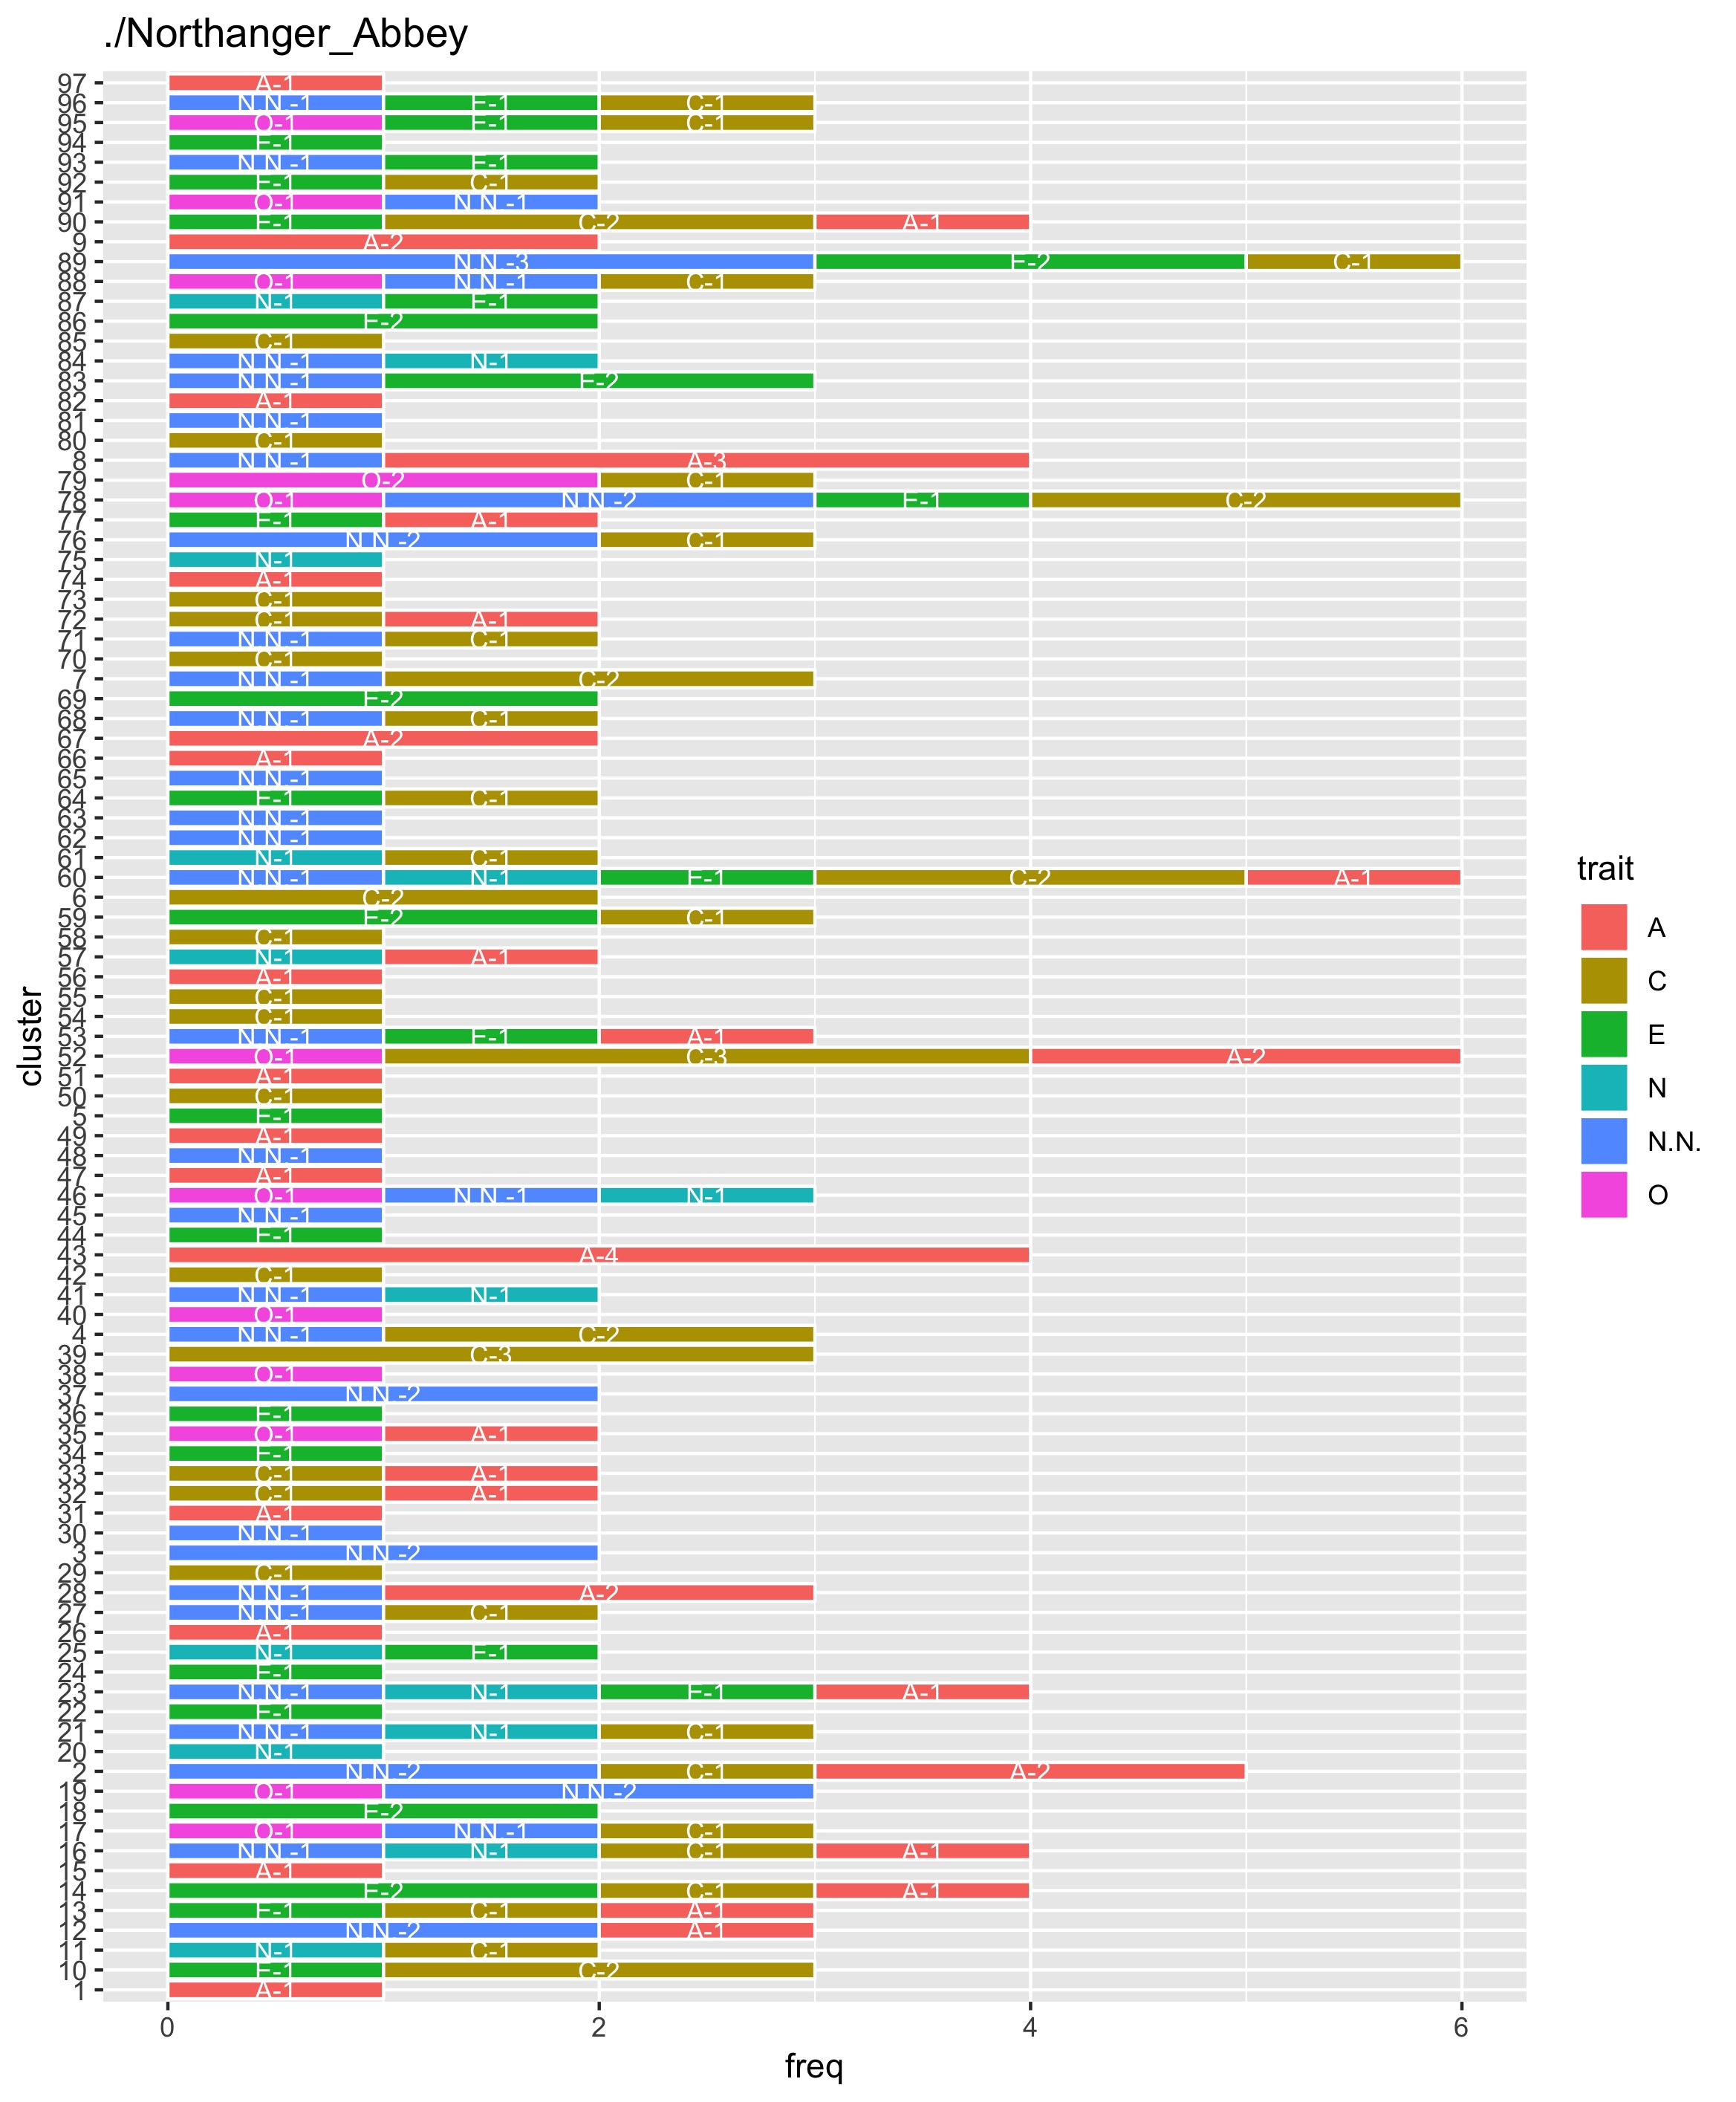 ./Northanger_Abbey
97 A-1
96 N.N.-1 E-1 C-1
95 O-1 E-1 C-1
94 E-1
93 N.N.-1 E-1
92 E-1 C-1
91 O-1 N.N.-1
90 E-1 C-2 A-1
9 A-2
89 N.N.-3 E-2 C-1
88 O-1 N.N.-1 C-1
87 N-1 E-1
86 E-2
85 C-1
84 N.N.-1 N-1
83 N.N.-1 E-2
82 A-1
81 N.N.-1
80 C-1
8 N.N.-1 A-3
79 O-2 C-1
78 O-1 N.N.-2 E-1 C-2
77 E-1 A-1
76 N.N.-2 C-1
75 N-1
74 A-1
73 C-1
72 C-1 A-1
71 N.N.-1 C-1
70 C-1
7 N.N.-1 C-2
69 E-2
68 N.N.-1 C-1
67 A-2
66 A-1
65 N.N.-1
64 E-1 C-1
63 N.N.-1
62 N.N.-1
61 N-1 C-1
60 N.N.-1 N-1 E-1 C-2 A-1
6 C-2
59 E-2 C-1
58 C-1
57 N-1 A-1
56 A-1
55 C-1
54 C-1
53 N.N.-1 E-1 A-1
52 O-1 C-3 A-2
51 A-1
50 C-1
5 E-1
49 A-1
48 N.N.-1
47 A-1
46 O-1 N.N.-1 N-1
45 N.N.-1
44 E-1
43 A-4
42 C-1
41 N.N.-1 N-1
40 O-1
4 N.N.-1 C-2
39 C-3
38 O-1
37 N.N.-2
36 E-1
35 O-1 A-1
34 E-1
33 C-1 A-1
32 C-1 A-1
31 A-1
30 N.N.-1
3 N.N.-2
29 C-1
28 N.N.-1 A-2
27 N.N.-1 C-1
26 A-1
25 N-1 E-1
24 E-1
23 N.N.-1 N-1 E-1 A-1
22 E-1
21 N.N.-1 N-1 C-1
20 N-1
2 N.N.-2 C-1 A-2
19 O-1 N.N.-2
18 E-2
17 O-1 N.N.-1 C-1
16 N.N.-1 N-1 C-1 A-1
15 A-1
14 E-2 C-1 A-1
13 E-1 C-1 A-1
12 N.N.-2 A-1
11 N-1 C-1
10 E-1 C-2
1 A-1
0 2 4 6
freq
cluster
trait
A
C
E
N
N.N.
O